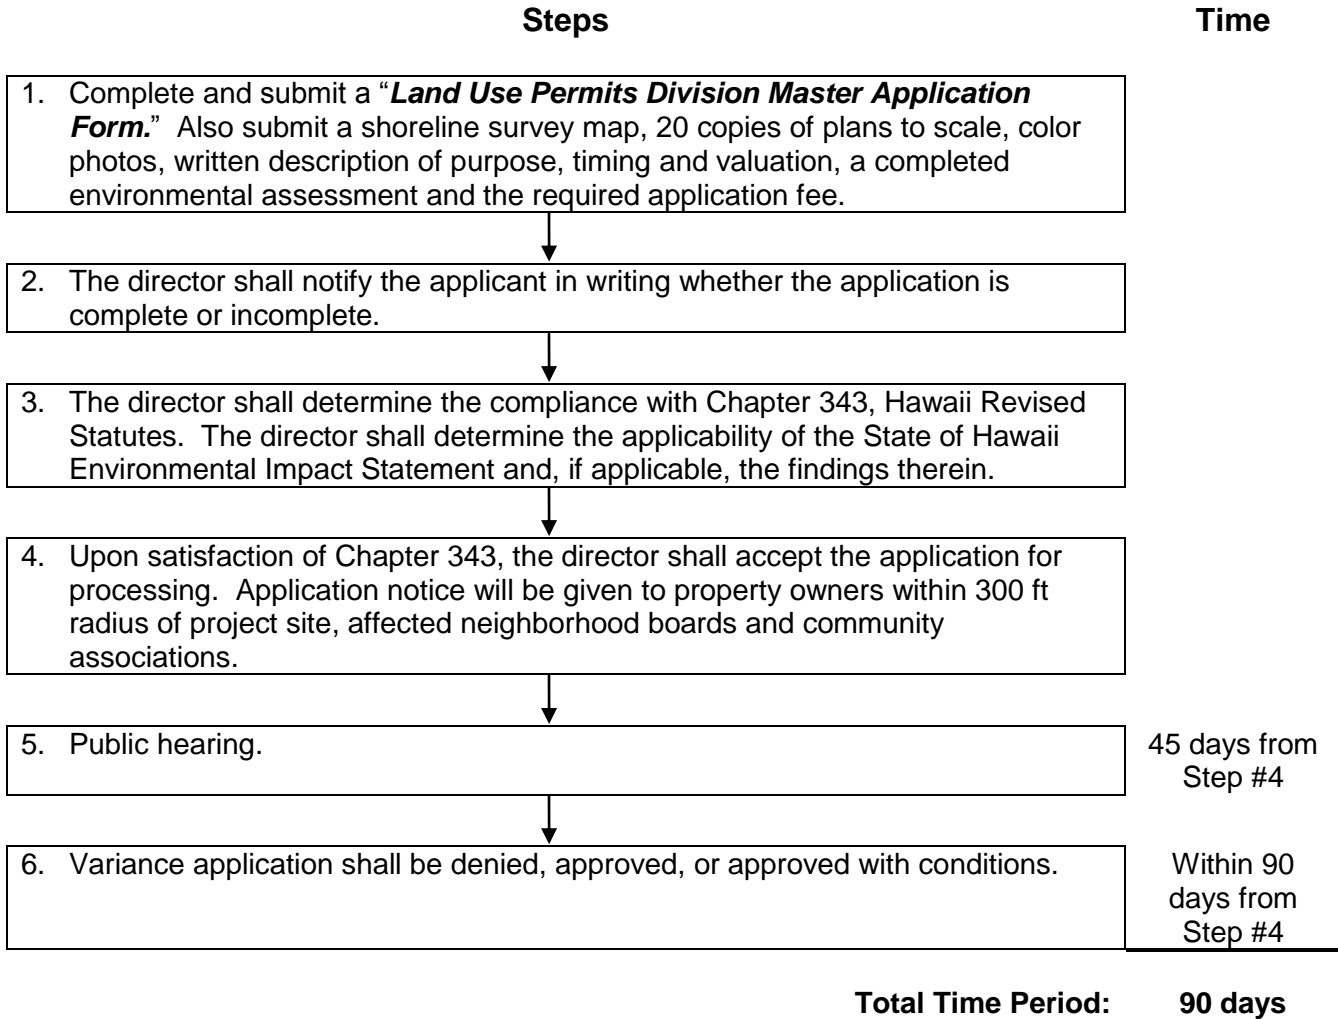 Steps
Time
1. Complete and submit a “Land Use Permits Division Master Application
Form.” Also submit a shoreline survey map, 20 copies of plans to scale, color
photos, written description of purpose, timing and valuation, a completed
environmental assessment and the required application fee.
2. The director shall notify the applicant in writing whether the application is
complete or incomplete.
3. The director shall determine the compliance with Chapter 343, Hawaii Revised
Statutes. The director shall determine the applicability of the State of Hawaii
Environmental Impact Statement and, if applicable, the findings therein.
4. Upon satisfaction of Chapter 343, the director shall accept the application for
processing. Application notice will be given to property owners within 300 ft
radius of project site, affected neighborhood boards and community
associations.
5. Public hearing.
45 days from
Step #4
6. Variance application shall be denied, approved, or approved with conditions.
Within 90
days from
Step #4
Total Time Period: 90 days